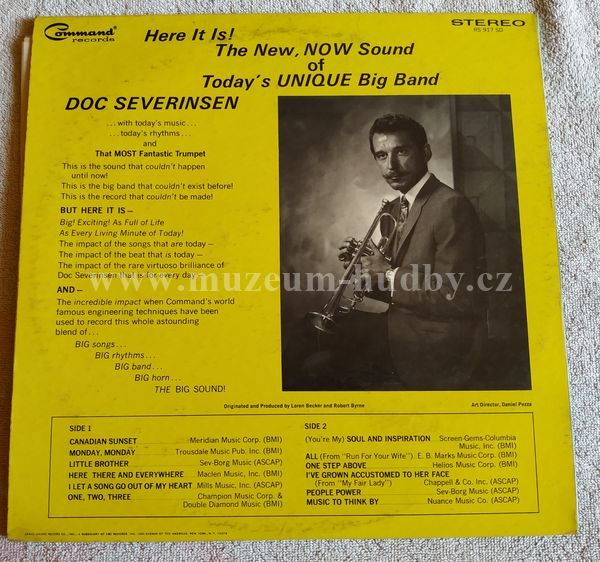 Command
records
STEREO
RS 917 SD
Here It Is!
The New, NOW Sound
of
Today's UNIQUE Big Band
DOC SEVERINSEN
...with today's music...
...today's rhythms...
and
That MOST Fantastic Trumpet
This is the sound that couldn't happen
until now!
This is the big band that couldn't exist before!
This is the record that couldn't be made!
BUT HERE IT IS—
Big! Exciting! As Full of Life
As Every Living Minute of Today!
The impact of the songs that are today—
The impact of the beat that is today—
The impact of the rare virtuoso brilliance of
Doc Severinsen that is for every day
AND—
The incredible impact when Command's world
famous engineering techniques have been
used to record this whole astounding
blend of...
BIG songs...
BIG rhythms...
BIG band...
BIG horn...
THE BIG SOUND!
www.muzeum-hudby.cz
Originated and Produced by Loren Becker and Robert Byrne
Art Director, Daniel Pezza
SIDE 1
CANADIAN SUNSET Meridian Music Corp. (BMI)
MONDAY, MONDAY Trousdale Music Pub. Inc. (BMI)
LITTLE BROTHER Sev-Borg Music (ASCAP)
HERE THERE AND EVERYWHERE Maclen Music, Inc. (BMI)
I LET A SONG GO OUT OF MY HEART Mills Music, Inc. (ASCAP)
ONE, TWO, THREE Champion Music Corp. &
Double Diamond Music (BMI)
SIDE 2
(You're My) SOUL AND INSPIRATION Screen-Gems-Columbia
Music, Inc. (BMI)
ALL (From "Run For Your Wife") E. B. Marks Music Corp. (BMI)
ONE STEP ABOVE Helios Music Corp. (BMI)
I'VE GROWN ACCUSTOMED TO HER FACE
(From "My Fair Lady") Chappell & Co. Inc. (ASCAP)
PEOPLE POWER Sev-Borg Music (ASCAP)
MUSIC TO THINK BY Nuance Music Co. (ASCAP)